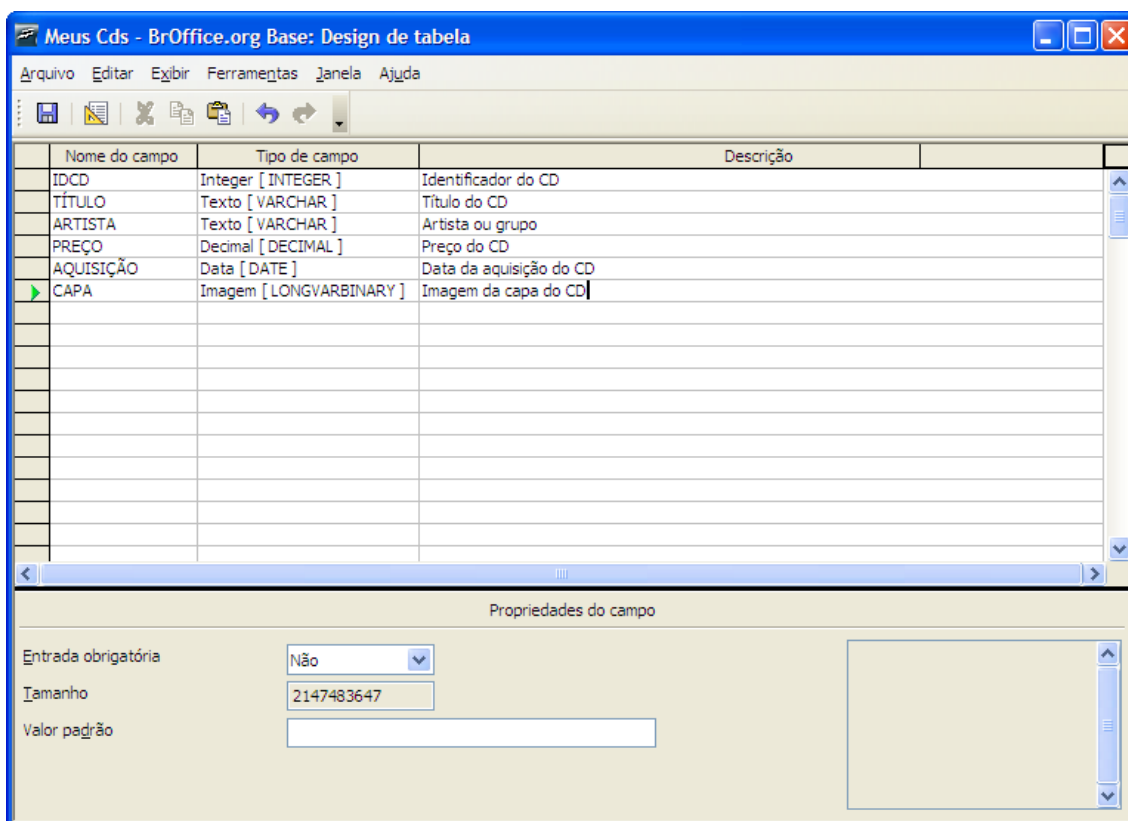 Meus Cds - BrOffice.org Base: Design de tabela
Arquivo Editar Exibir Ferramentas Janela Ajuda
Nome do campo Tipo de campo Descrição
IDCD Integer [ INTEGER ] Identificador do CD
TÍTULO Texto [ VARCHAR ] Título do CD
ARTISTA Texto [ VARCHAR ] Artista ou grupo
PREÇO Decimal [ DECIMAL ] Preço do CD
AQUISIÇÃO Data [ DATE ] Data da aquisição do CD
CAPA Imagem [ LONGVARBINARY ] Imagem da capa do CD
Propriedades do campo
Entrada obrigatória Não
Tamanho 2147483647
Valor padrão